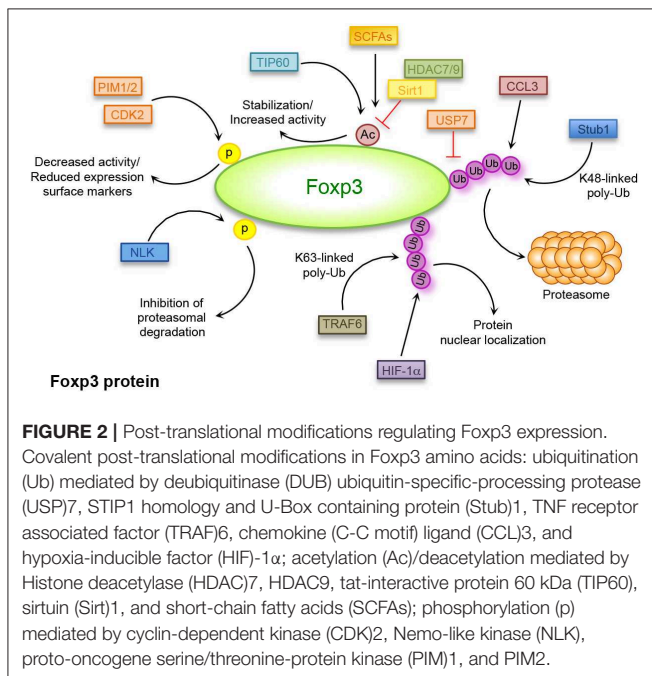 SCFAs
TIP60
HDAC7/9
Sirt1
CCL3
PIM1/2
CDK2
Stabilization/
Increased activity
USP7
Stub1
Ac
p
Decreased activity/
Reduced expression
surface markers
Foxp3
Ub Ub Ub Ub
K48-linked
poly-Ub
p
NLK
Ub
Ub
Ub
Ub
K63-linked
poly-Ub
Proteasome
Inhibition of
proteasomal
degradation
TRAF6
Protein
nuclear localization
HIF-1α
Foxp3 protein
FIGURE 2 | Post-translational modifications regulating Foxp3 expression.
Covalent post-translational modifications in Foxp3 amino acids: ubiquitination
(Ub) mediated by deubiquitinase (DUB) ubiquitin-specific-processing protease
(USP)7, STIP1 homology and U-Box containing protein (Stub)1, TNF receptor
associated factor (TRAF)6, chemokine (C-C motif) ligand (CCL)3, and
hypoxia-inducible factor (HIF)-1α; acetylation (Ac)/deacetylation mediated by
Histone deacetylase (HDAC)7, HDAC9, tat-interactive protein 60 kDa (TIP60),
sirtuin (Sirt)1, and short-chain fatty acids (SCFAs); phosphorylation (p)
mediated by cyclin-dependent kinase (CDK)2, Nemo-like kinase (NLK),
proto-oncogene serine/threonine-protein kinase (PIM)1, and PIM2.